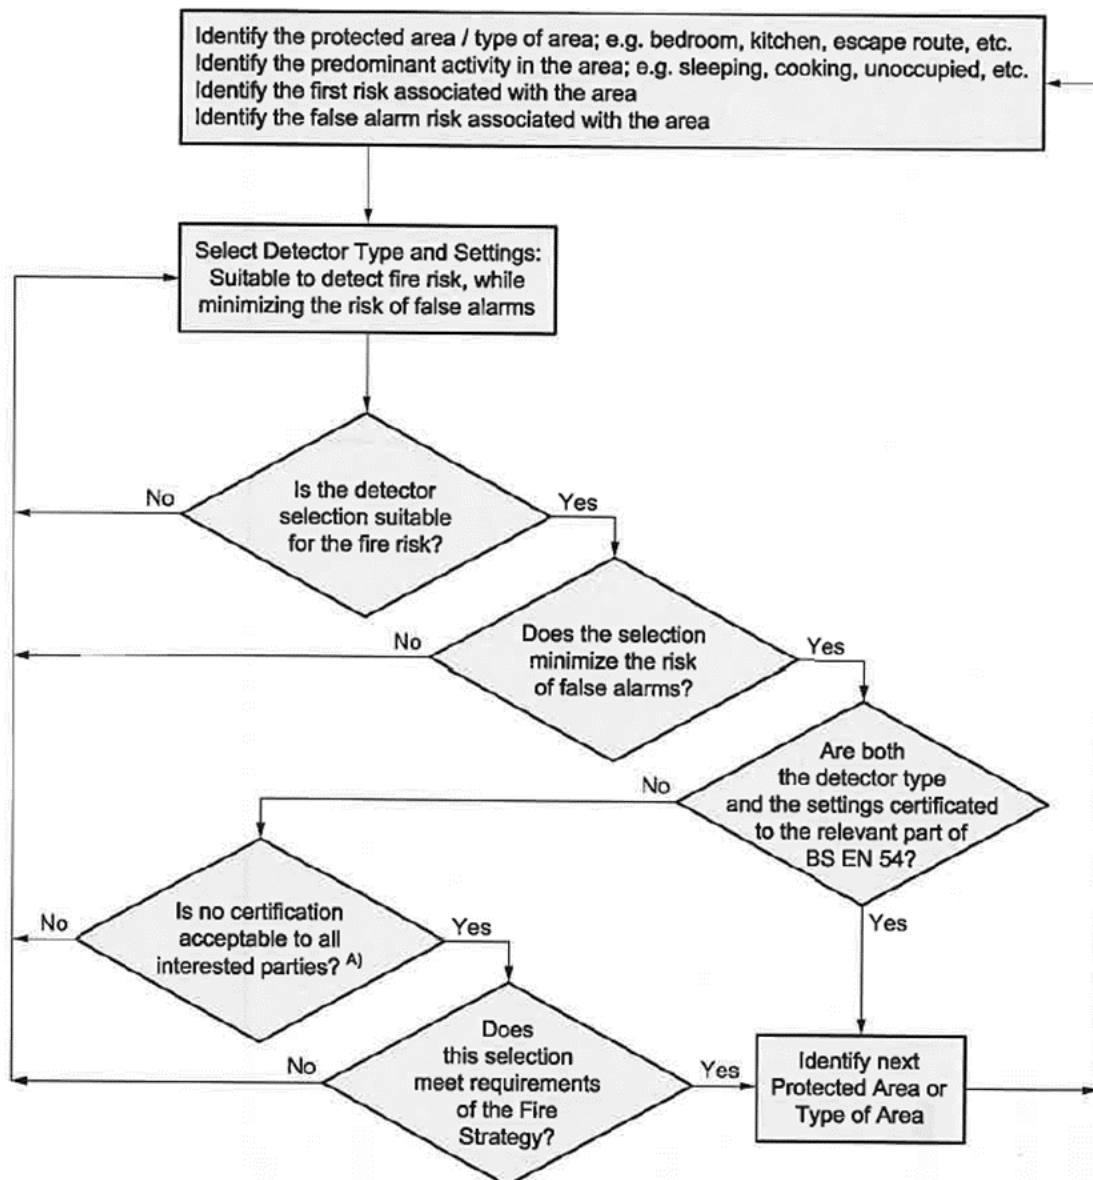 Identify the protected area / type of area; e.g. bedroom, kitchen, escape route, etc.
Identify the predominant activity in the area; e.g. sleeping, cooking, unoccupied, etc.
Identify the first risk associated with the area
Identify the false alarm risk associated with the area
Select Detector Type and Settings:
Suitable to detect fire risk, while
minimizing the risk of false alarms
No
Is the detector
selection suitable
for the fire risk?
Yes
No
Does the selection
minimize the risk
of false alarms?
Yes
No
Are both
the detector type
and the settings certificated
to the relevant part of
BS EN 54?
Yes
No
Is no certification
acceptable to all
interested parties? A)
Yes
No
Does
this selection
meet requirements
of the Fire
Strategy?
Yes
Identify next
Protected Area or
Type of Area